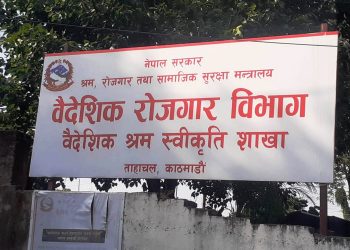 नेपाल सरकार
श्रम, रोजगार तथा सामाजिक सुरक्षा मन्त्रालय
वैदेशिक रोजगार विभाग
वैदेशिक श्रम स्वीकृति शाखा
ताहाचल, काठमाडौं